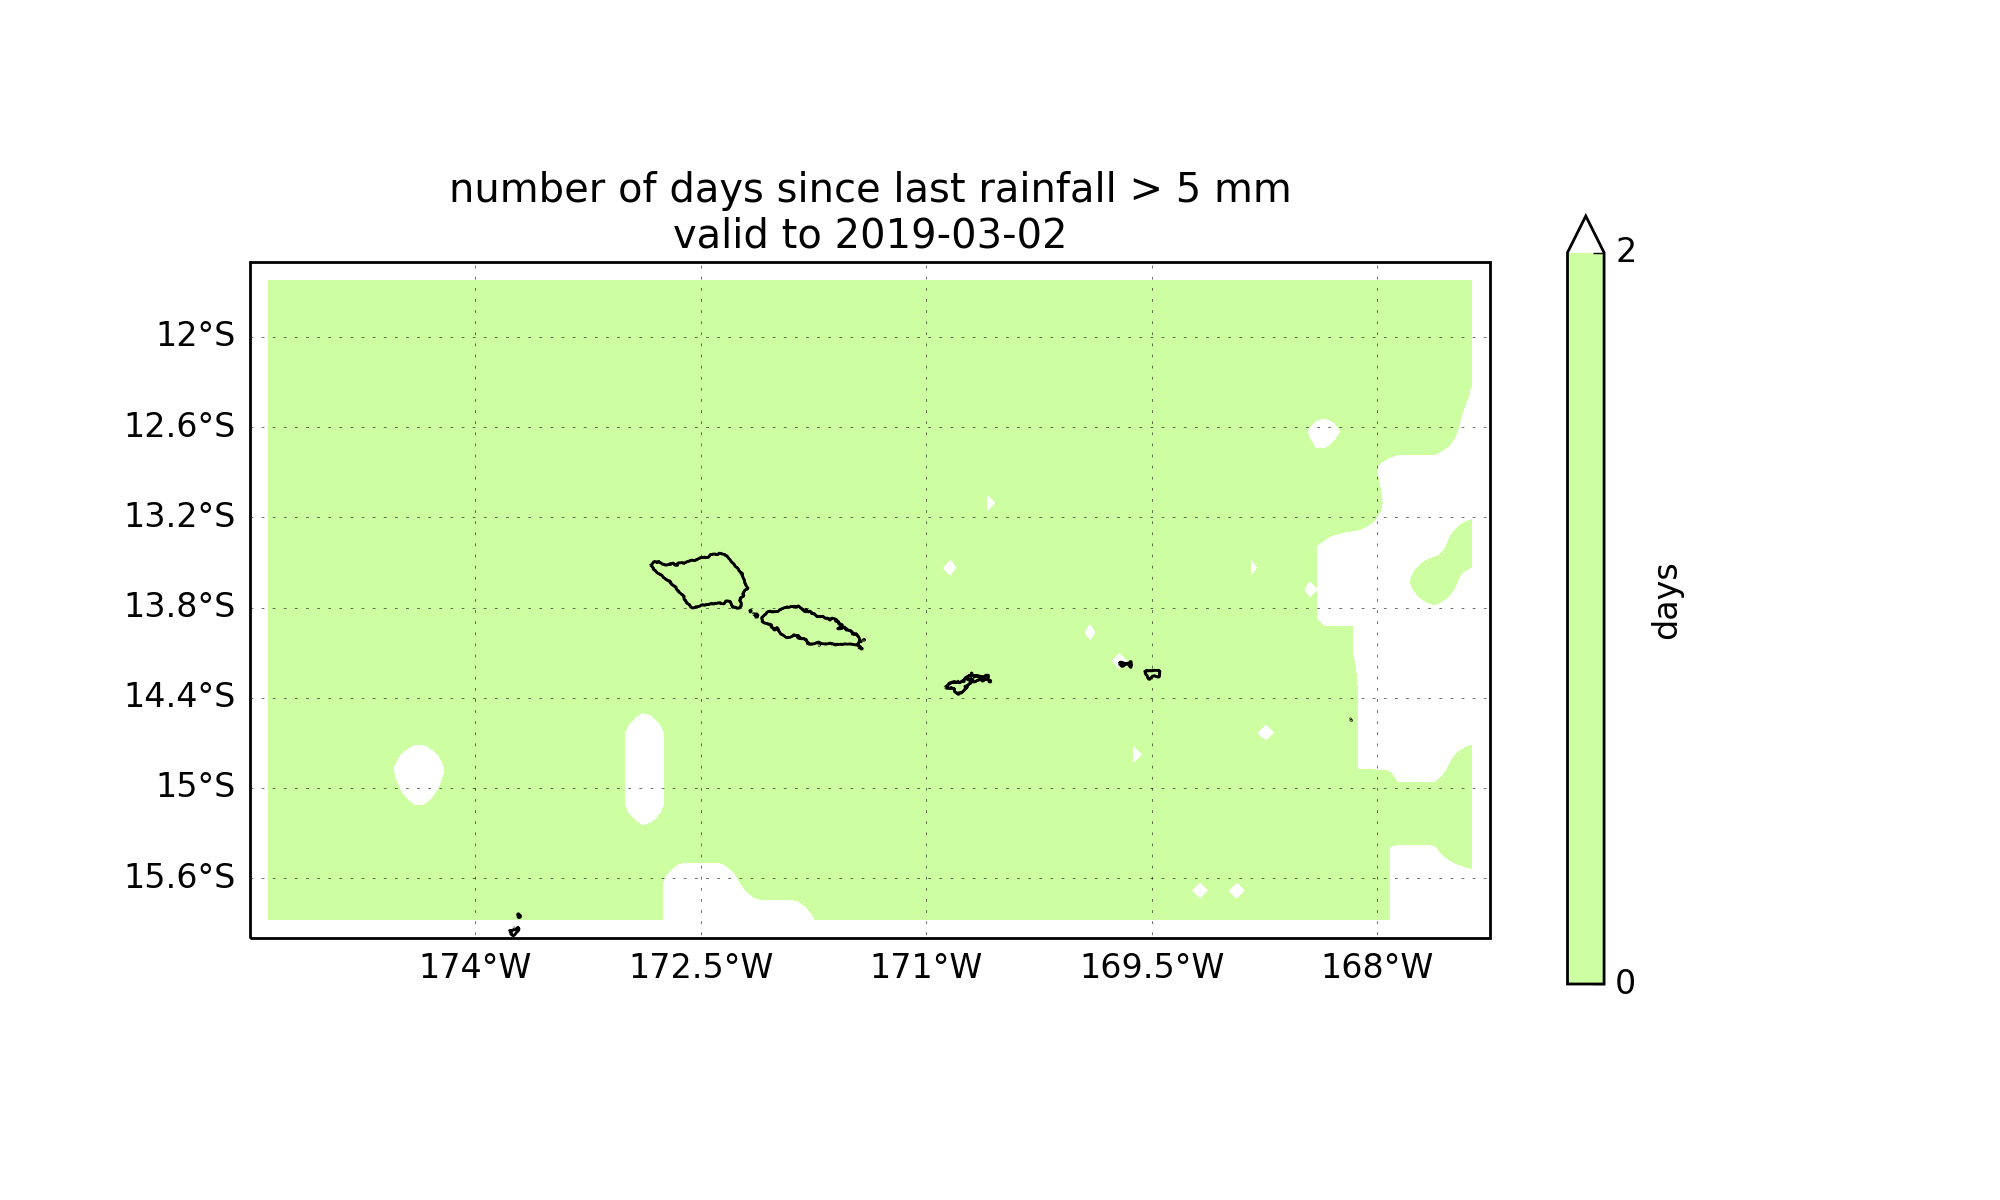 number of days since last rainfall > 5 mm
valid to 2019-03-02
2
12°S
12.6°S
13.2°S
13.8°S
14.4°S
15°S
15.6°S
days
174°W
172.5°W
171°W
169.5°W
168°W
0